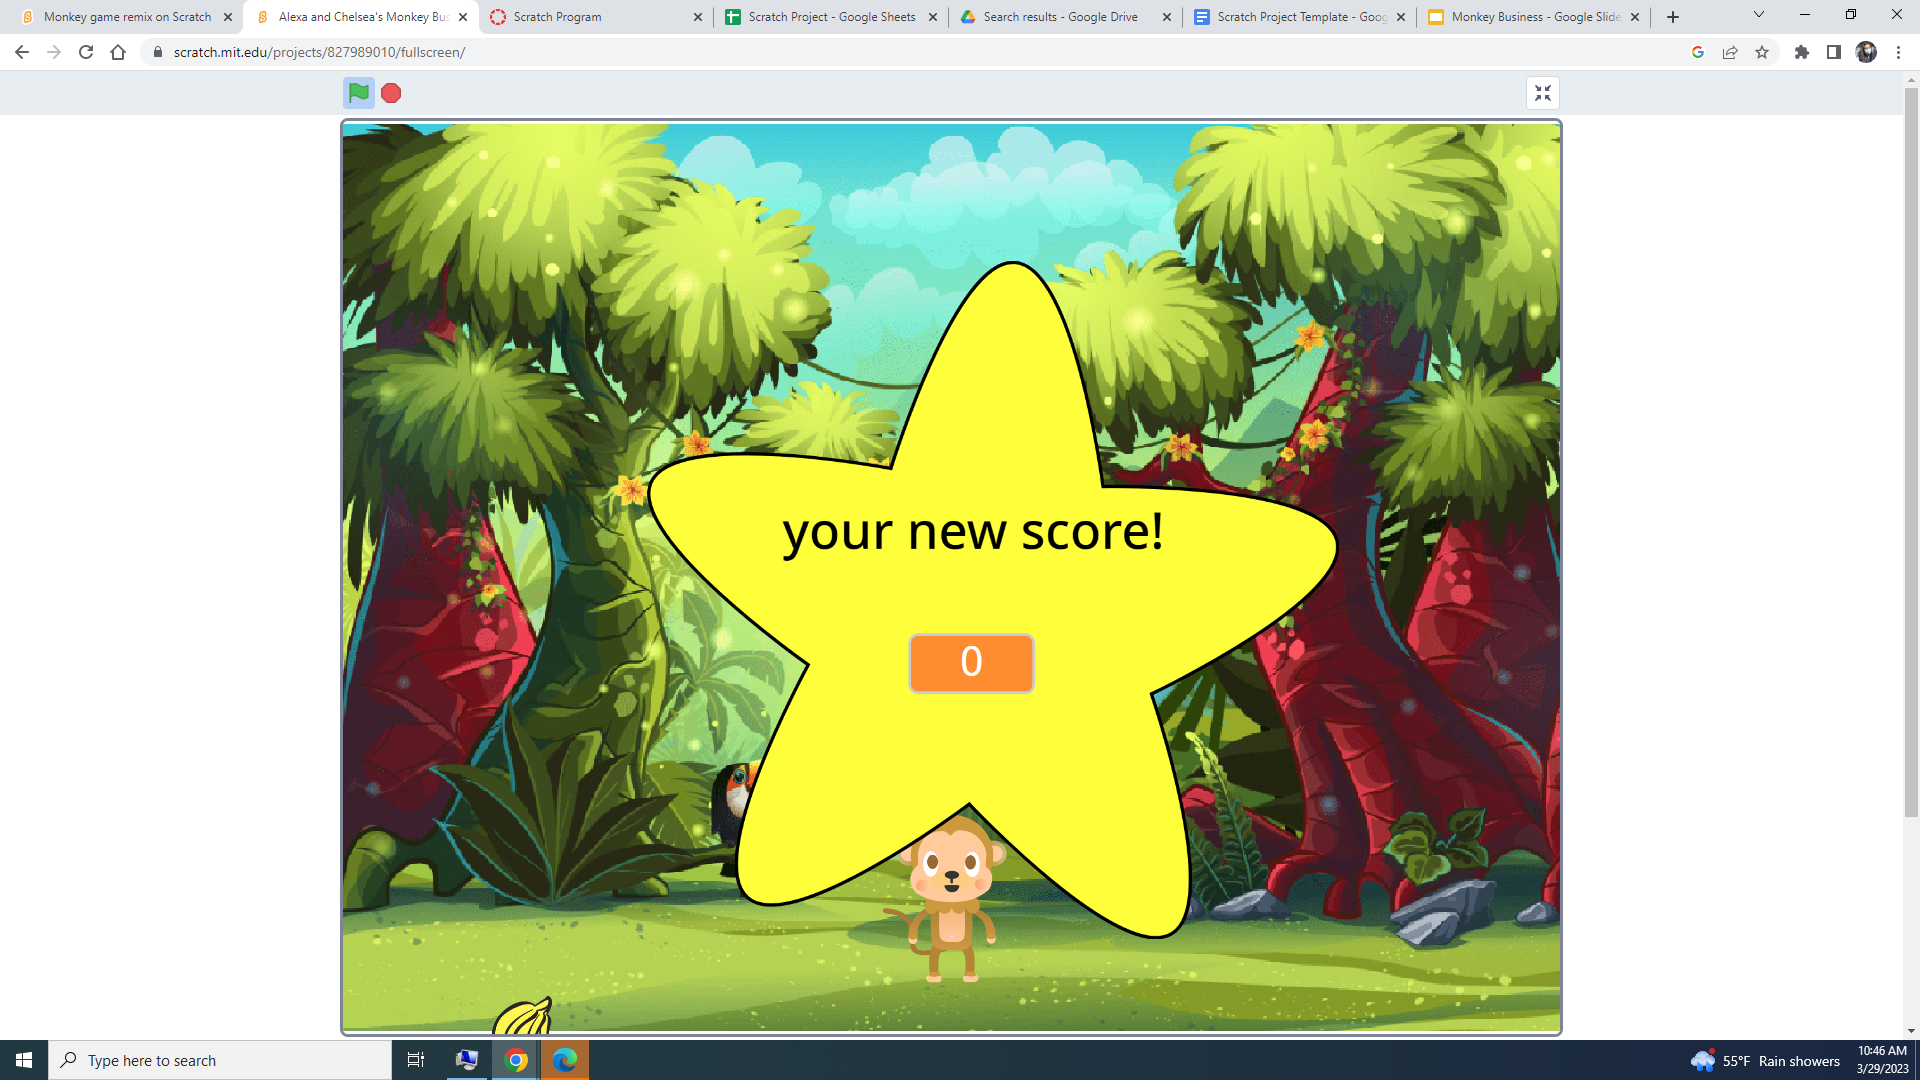 Monkey game remix on Scratch
Alexa and Chelsea's Monkey Bus
Scratch Program
Scratch Project - Google Sheets
Search results - Google Drive
Scratch Project Template - Goog
Monkey Business - Google Slide
scratch.mit.edu/projects/827989010/fullscreen/
your new score!
0
Type here to search
55°F Rain showers
10:46 AM
3/29/2023